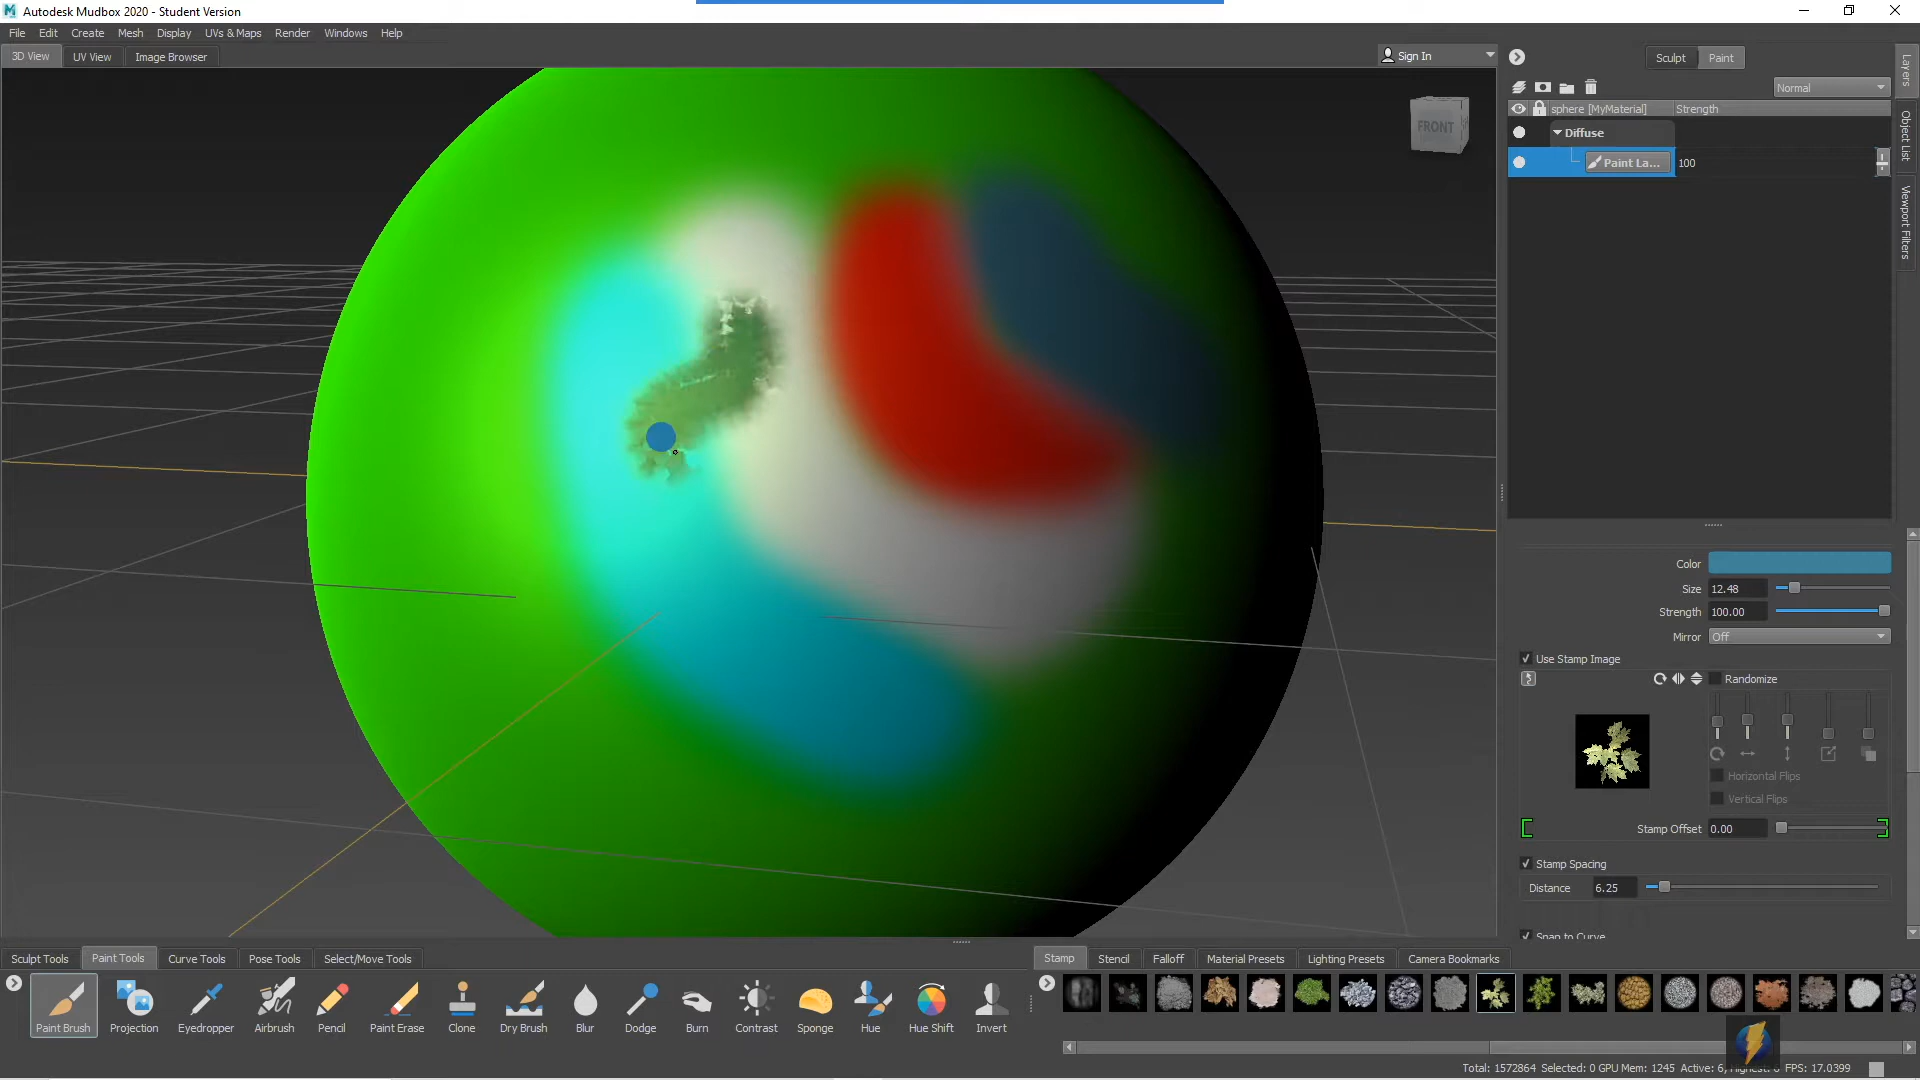 Autodesk Mudbox 2020 - Student Version
File Edit Create Mesh Display UVs & Maps Render Windows Help
3D View UV View Image Browser
Sign In
Sculpt Paint
Normal
sphere [MyMaterial] Strength
Diffuse
Paint La... 100
Layers
Object List
Viewport Filters
FRONT
Color
Size 12.48
Strength 100.00
Mirror Off
Use Stamp Image
Randomize
Horizontal Flips
Vertical Flips
Stamp Offset 0.00
Stamp Spacing
Distance 6.25
Snap to Curve
Sculpt Tools Paint Tools Curve Tools Pose Tools Select/Move Tools
Stamp Stencil Falloff Material Presets Lighting Presets Camera Bookmarks
Paint Brush Projection Eyedropper Airbrush Pencil Paint Erase Clone Dry Brush Blur Dodge Burn Contrast Sponge Hue Hue Shift Invert
Total: 1572864 Selected: 0 GPU Mem: 1245 Active: 6, Highest: 6 FPS: 17.0399